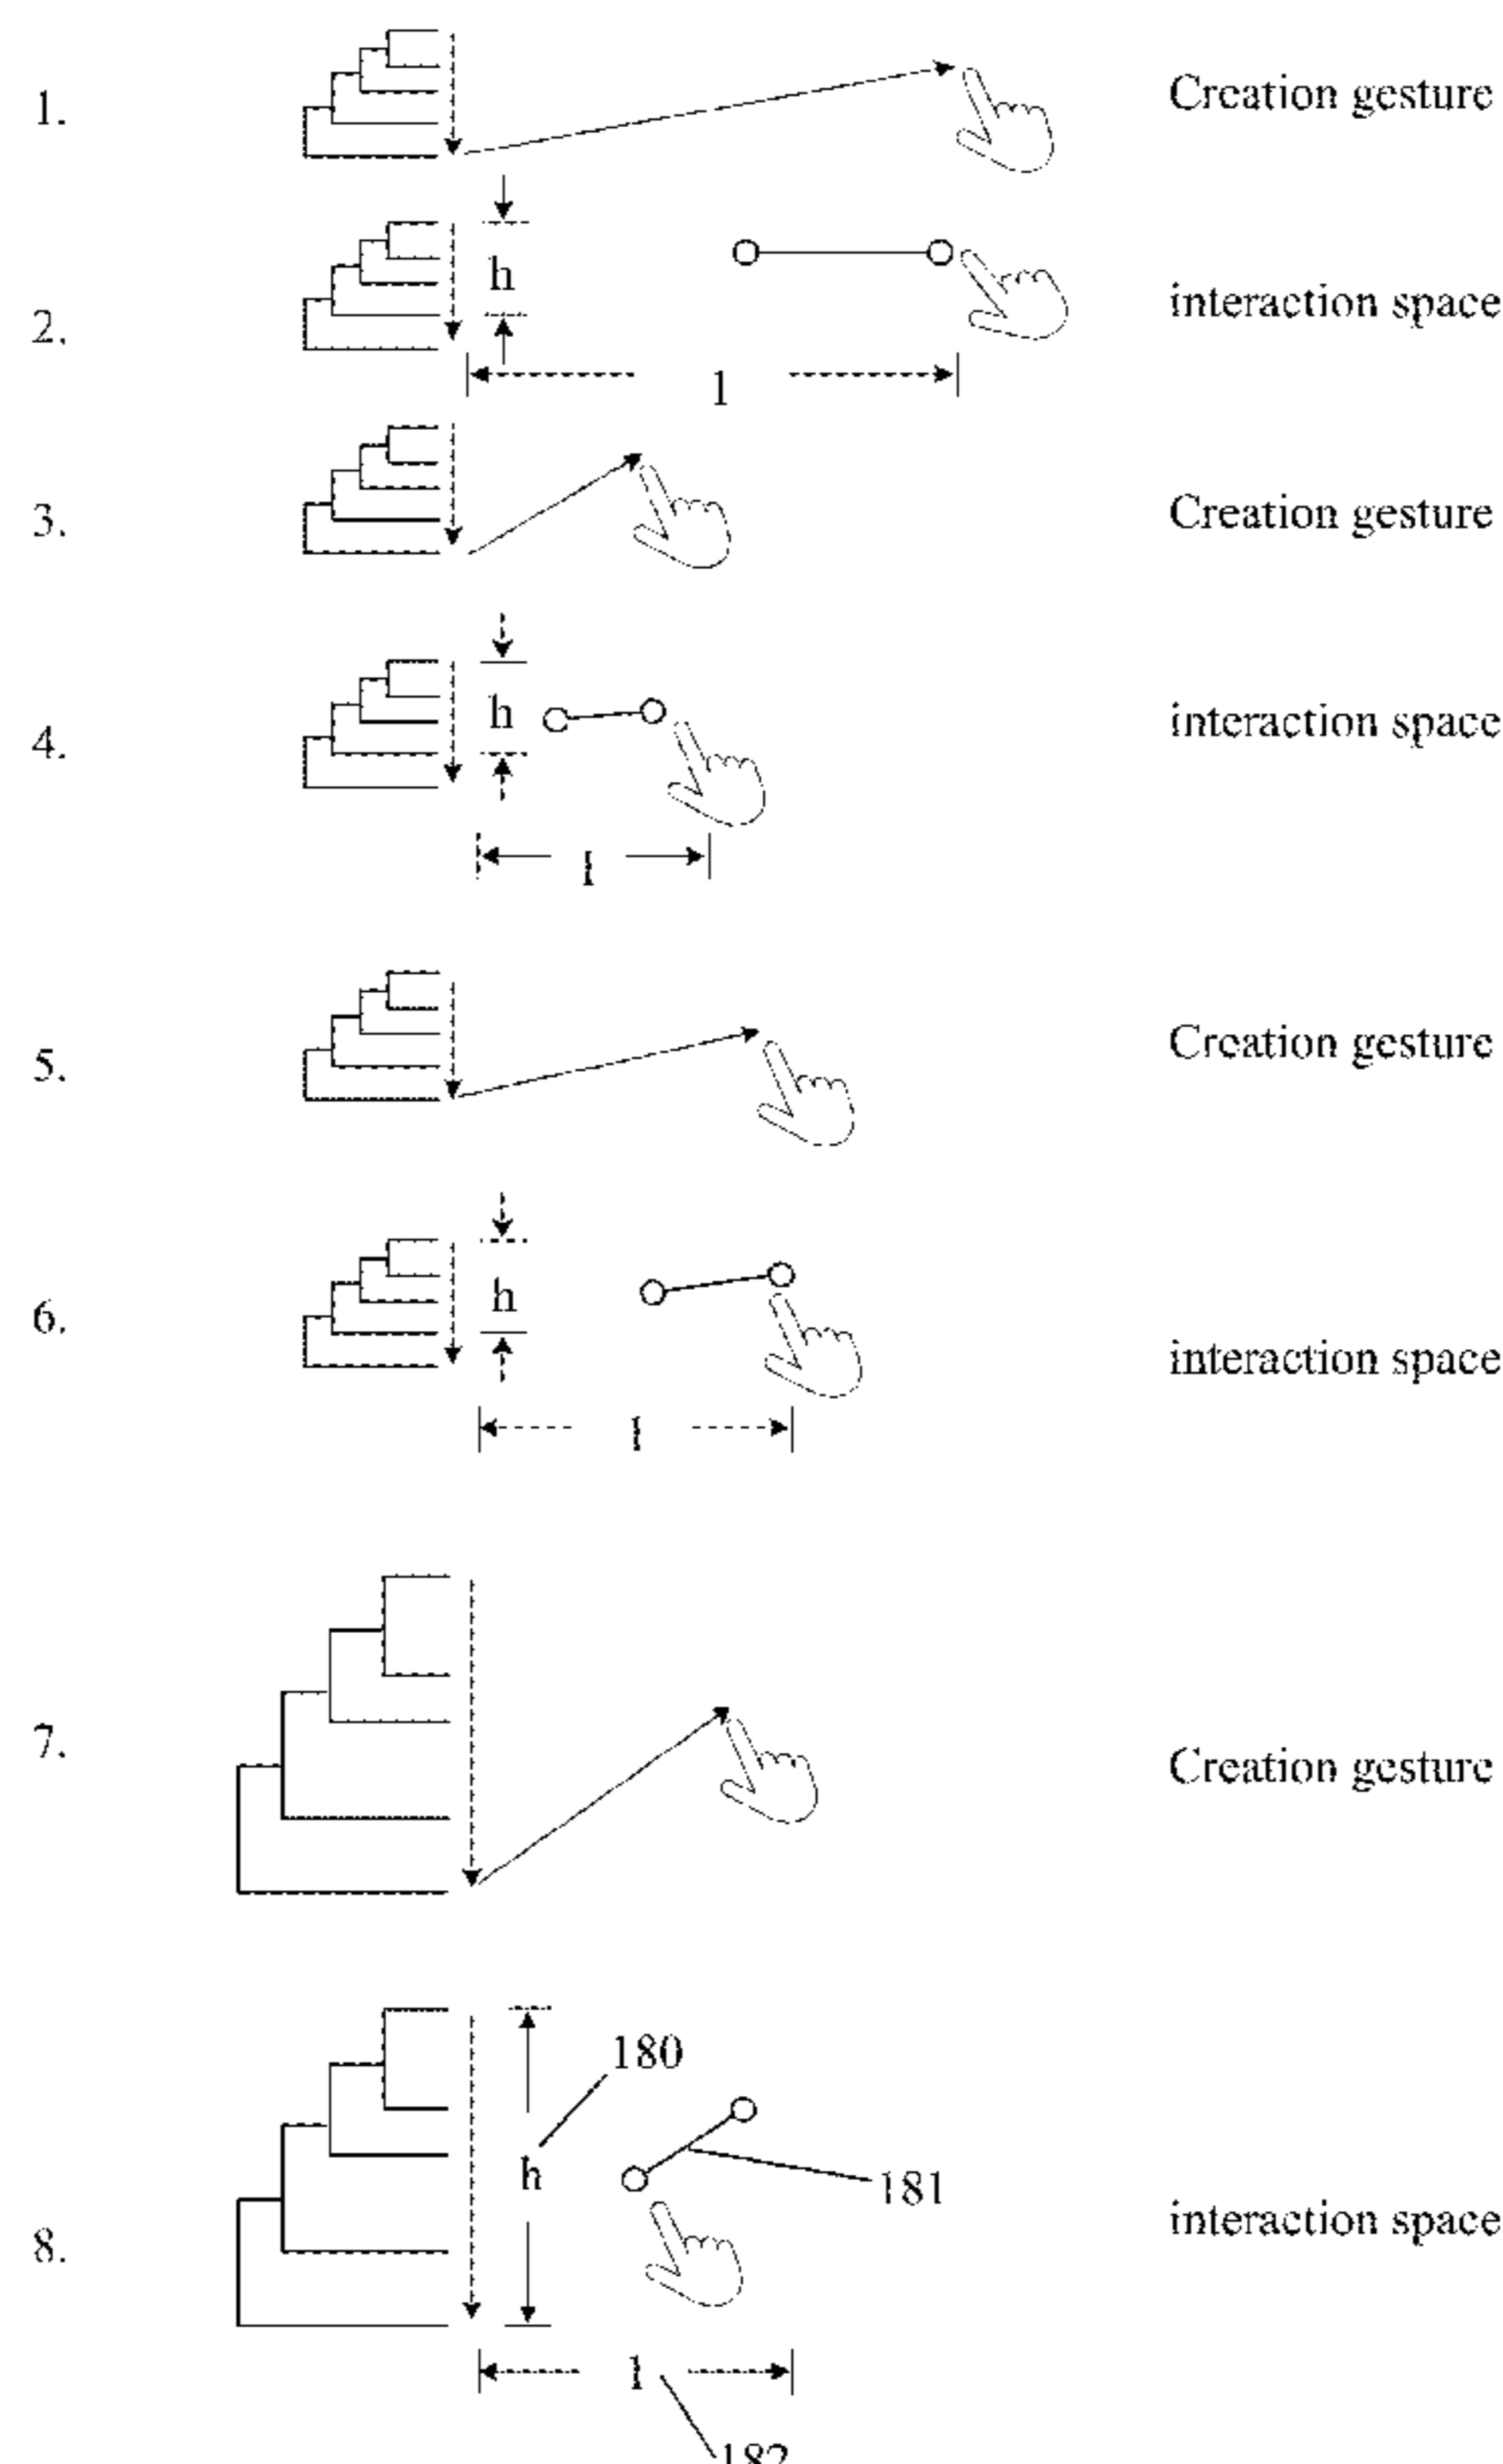 1. Creation gesture
2. h interaction space
l
3. Creation gesture
4. h interaction space
l
5. Creation gesture
6. h interaction space
l
7. Creation gesture
180
h
181
8. interaction space
l
182